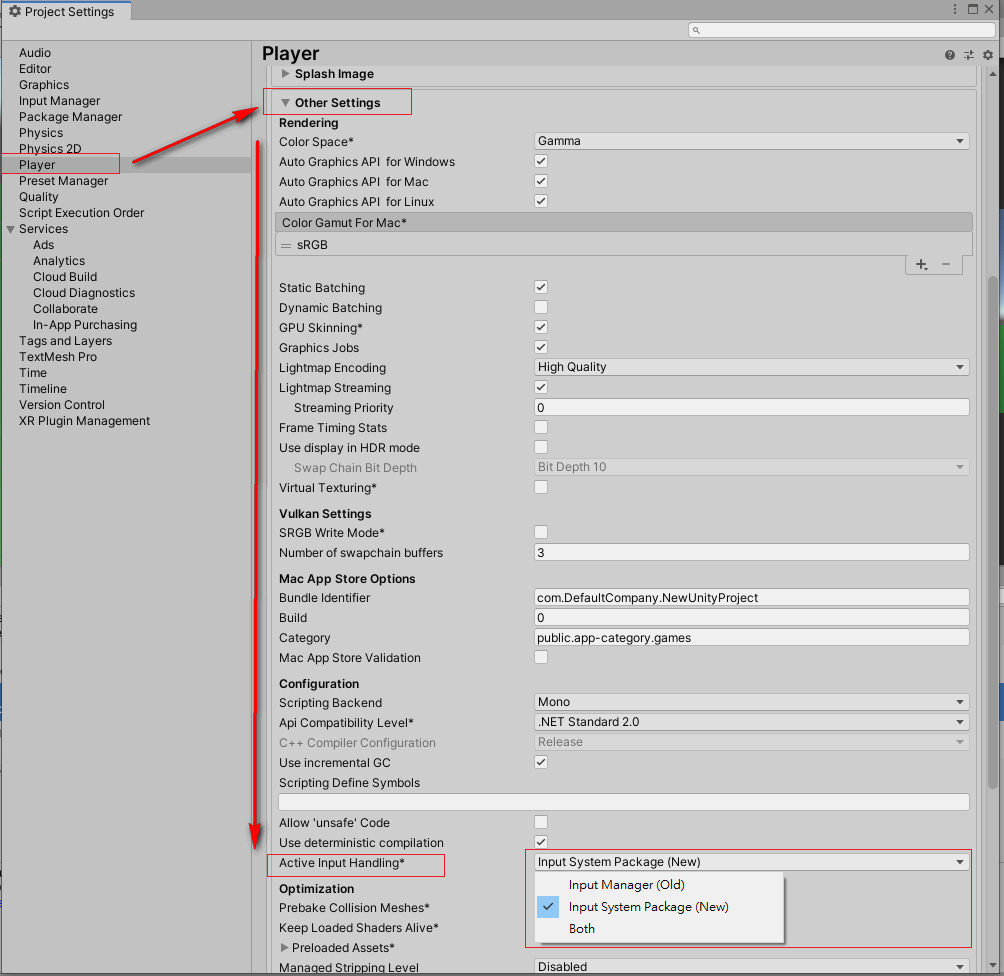 Project Settings
Audio
Editor
Graphics
Input Manager
Package Manager
Physics
Physics 2D
Player
Preset Manager
Quality
Script Execution Order
Services
Ads
Analytics
Cloud Build
Cloud Diagnostics
Collaborate
In-App Purchasing
Tags and Layers
TextMesh Pro
Time
Timeline
Version Control
XR Plugin Management
Player
Splash Image
Other Settings
Rendering
Color Space* Gamma
Auto Graphics API  for Windows
Auto Graphics API  for Mac
Auto Graphics API  for Linux
Color Gamut For Mac*
sRGB
Static Batching
Dynamic Batching
GPU Skinning*
Graphics Jobs
Lightmap Encoding High Quality
Lightmap Streaming
Streaming Priority 0
Frame Timing Stats
Use display in HDR mode
Swap Chain Bit Depth Bit Depth 10
Virtual Texturing*
Vulkan Settings
SRGB Write Mode*
Number of swapchain buffers 3
Mac App Store Options
Bundle Identifier com.DefaultCompany.NewUnityProject
Build 0
Category public.app-category.games
Mac App Store Validation
Configuration
Scripting Backend Mono
Api Compatibility Level* .NET Standard 2.0
C++ Compiler Configuration Release
Use incremental GC
Scripting Define Symbols
Allow 'unsafe' Code
Use deterministic compilation
Active Input Handling* Input System Package (New)
Input Manager (Old)
Input System Package (New)
Both
Optimization
Prebake Collision Meshes*
Keep Loaded Shaders Alive*
Preloaded Assets*
Managed Stripping Level Disabled